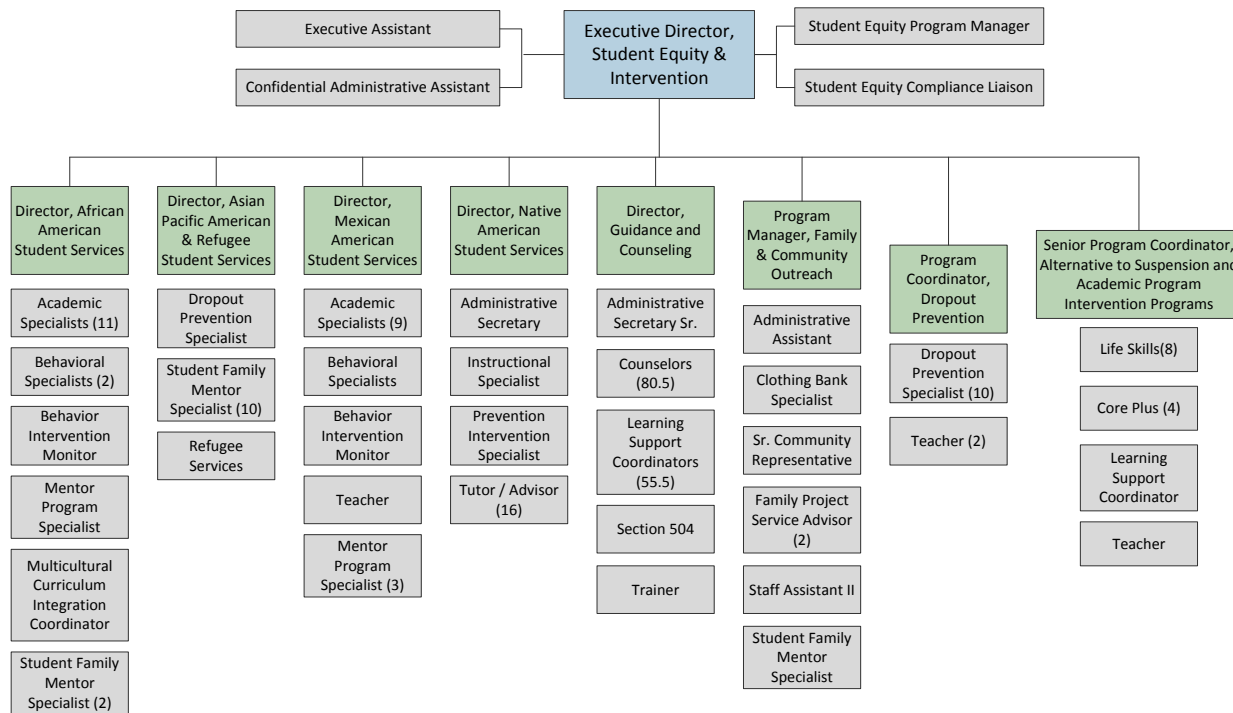 Executive Assistant
Confidential Administrative Assistant
Executive Director,
Student Equity &
Intervention
Student Equity Program Manager
Student Equity Compliance Liaison
Director, African
American
Student Services
Academic
Specialists (11)
Behavioral
Specialists (2)
Behavior
Intervention
Monitor
Mentor
Program
Specialist
Multicultural
Curriculum
Integration
Coordinator
Student Family
Mentor
Specialist (2)
Director, Asian
Pacific American
& Refugee
Student Services
Dropout
Prevention
Specialist
Student Family
Mentor
Specialist (10)
Refugee
Services
Director,
Mexican
American
Student Services
Academic
Specialists (9)
Behavioral
Specialists
Behavior
Intervention
Monitor
Teacher
Mentor
Program
Specialist (3)
Director, Native
American
Student Services
Administrative
Secretary
Instructional
Specialist
Prevention
Intervention
Specialist
Tutor / Advisor
(16)
Director,
Guidance and
Counseling
Administrative
Secretary Sr.
Counselors
(80.5)
Learning
Support
Coordinators
(55.5)
Section 504
Trainer
Program
Manager, Family
& Community
Outreach
Administrative
Assistant
Clothing Bank
Specialist
Sr. Community
Representative
Family Project
Service Advisor
(2)
Staff Assistant II
Student Family
Mentor
Specialist
Program
Coordinator,
Dropout
Prevention
Dropout
Prevention
Specialist (10)
Teacher (2)
Senior Program Coordinator,
Alternative to Suspension and
Academic Program
Intervention Programs
Life Skills(8)
Core Plus (4)
Learning
Support
Coordinator
Teacher